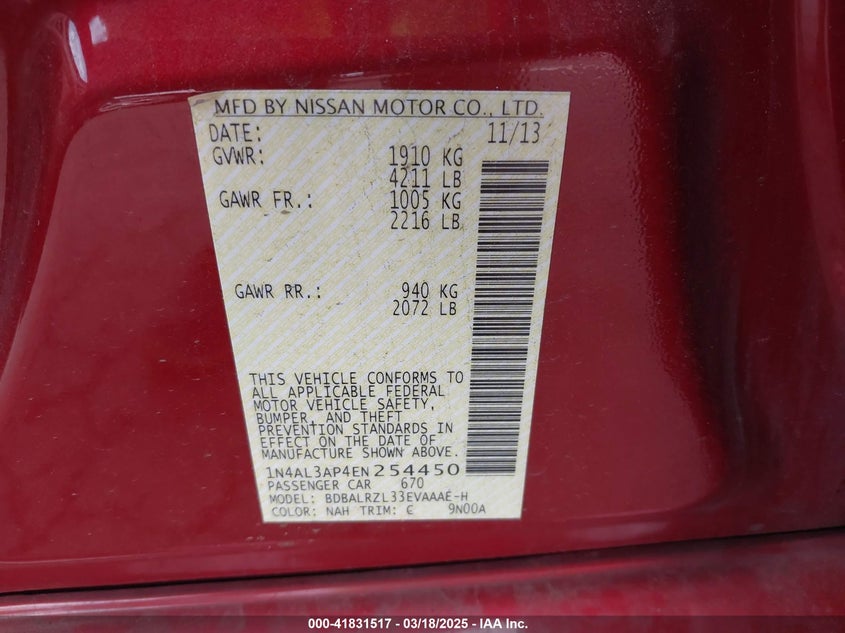 MFD BY NISSAN MOTOR CO., LTD.
DATE: 11/13
GVWR: 1910 KG
4211 LB
GAWR FR.: 1005 KG
2216 LB
GAWR RR.: 940 KG
2072 LB
THIS VEHICLE CONFORMS TO
ALL APPLICABLE FEDERAL
MOTOR VEHICLE SAFETY,
BUMPER, AND THEFT
PREVENTION STANDARDS IN
EFFECT ON THE DATE OF
MANUFACTURE SHOWN ABOVE.
1N4AL3AP4EN254450
PASSENGER CAR 670
MODEL: BDBALRZL33EVAAAE-H
COLOR: NAH TRIM: C 9N00A
000-41831517 - 03/18/2025 - © IAA Inc.